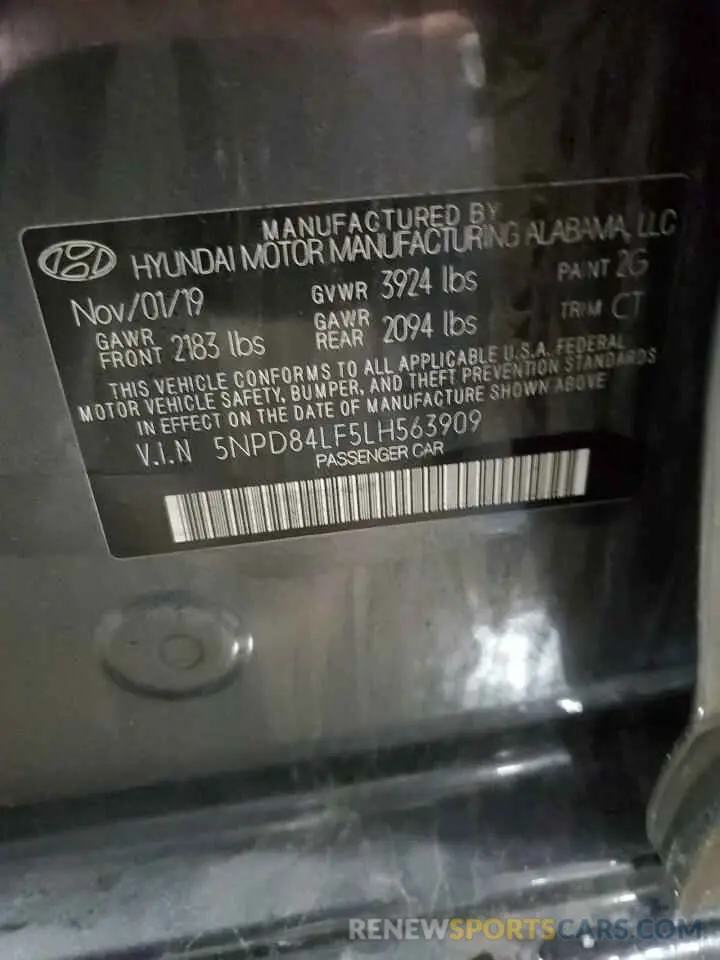 MANUFACTURED BY
HYUNDAI MOTOR MANUFACTURING ALABAMA, LLC
Nov/01/19 GVWR 3924 lbs PAINT 2G
GAWR FRONT 2183 lbs GAWR REAR 2094 lbs TRIM CT
THIS VEHICLE CONFORMS TO ALL APPLICABLE U.S.A. FEDERAL
MOTOR VEHICLE SAFETY, BUMPER, AND THEFT PREVENTION STANDARDS
IN EFFECT ON THE DATE OF MANUFACTURE SHOWN ABOVE
V.I.N 5NPD84LF5LH563909
PASSENGER CAR
RENEWSPORTSCARS.COM